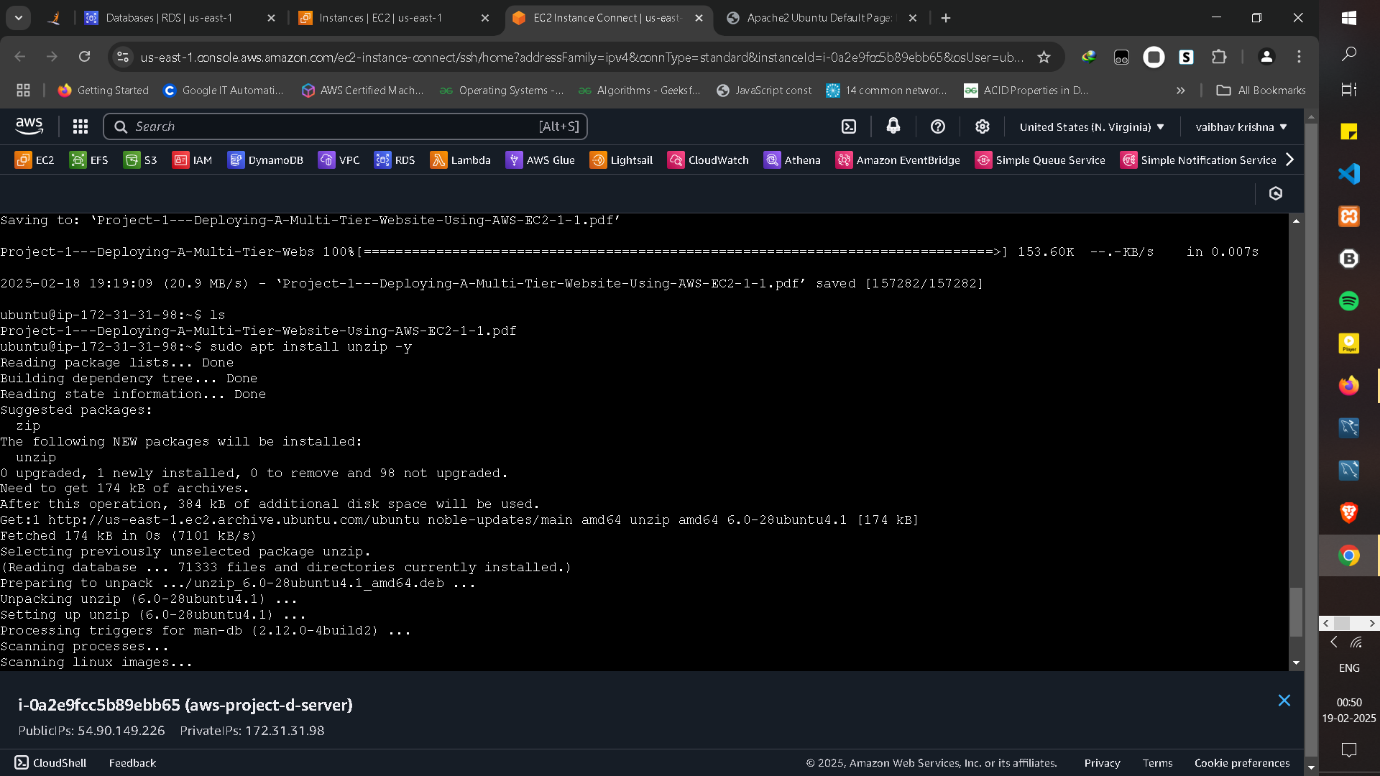 Databases | RDS | us-east-1
Instances | EC2 | us-east-1
EC2 Instance Connect | us-east-
Apache2 Ubuntu Default Page:
us-east-1.console.aws.amazon.com/ec2-instance-connect/ssh/home?addressFamily=ipv4&connType=standard&instanceId=i-0a2e9fcc5b89ebb65&osUser=ub...
Getting Started
Google IT Automati...
AWS Certified Mach...
Operating Systems -...
Algorithms - Geeksf...
JavaScript const
14 common networ...
ACID Properties in D...
»
All Bookmarks
aws
Search
[Alt+S]
United States (N. Virginia)
vaibhav krishna
EC2
EFS
S3
IAM
DynamoDB
VPC
RDS
Lambda
AWS Glue
Lightsail
CloudWatch
Athena
Amazon EventBridge
Simple Queue Service
Simple Notification Service
Saving to: ‘Project-1---Deploying-A-Multi-Tier-Website-Using-AWS-EC2-1-1.pdf’
Project-1---Deploying-A-Multi-Tier-Webs 100%[==============================================================================>] 153.60K  --.-KB/s    in 0.007s
2025-02-18 19:19:09 (20.9 MB/s) - ‘Project-1---Deploying-A-Multi-Tier-Website-Using-AWS-EC2-1-1.pdf’ saved [157282/157282]
ubuntu@ip-172-31-31-98:~$ ls
Project-1---Deploying-A-Multi-Tier-Website-Using-AWS-EC2-1-1.pdf
ubuntu@ip-172-31-31-98:~$ sudo apt install unzip -y
Reading package lists... Done
Building dependency tree... Done
Reading state information... Done
Suggested packages:
zip
The following NEW packages will be installed:
unzip
0 upgraded, 1 newly installed, 0 to remove and 98 not upgraded.
Need to get 174 kB of archives.
After this operation, 384 kB of additional disk space will be used.
Get:1 http://us-east-1.ec2.archive.ubuntu.com/ubuntu noble-updates/main amd64 unzip amd64 6.0-28ubuntu4.1 [174 kB]
Fetched 174 kB in 0s (7101 kB/s)
Selecting previously unselected package unzip.
(Reading database ... 71333 files and directories currently installed.)
Preparing to unpack .../unzip_6.0-28ubuntu4.1_amd64.deb ...
Unpacking unzip (6.0-28ubuntu4.1) ...
Setting up unzip (6.0-28ubuntu4.1) ...
Processing triggers for man-db (2.12.0-4build2) ...
Scanning processes...
Scanning linux images...
i-0a2e9fcc5b89ebb65 (aws-project-d-server)
PublicIPs: 54.90.149.226    PrivateIPs: 172.31.31.98
CloudShell
Feedback
© 2025, Amazon Web Services, Inc. or its affiliates.
Privacy
Terms
Cookie preferences
ENG
00:50
19-02-2025